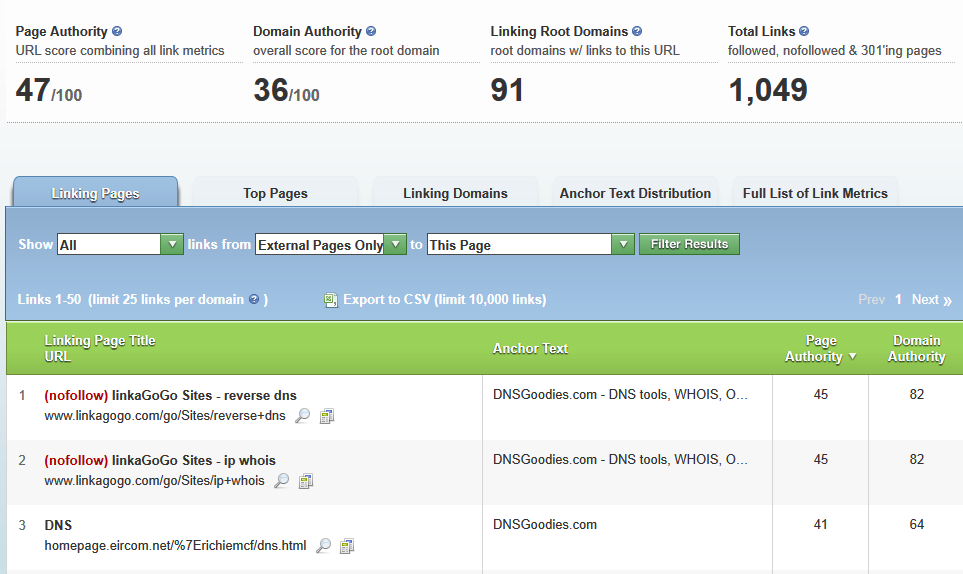 Page Authority
URL score combining all link metrics
47/100
Domain Authority
overall score for the root domain
36/100
Linking Root Domains
root domains w/ links to this URL
91
Total Links
followed, nofollowed & 301'ing pages
1,049
Linking Pages
Top Pages
Linking Domains
Anchor Text Distribution
Full List of Link Metrics
Show All links from External Pages Only to This Page Filter Results
Links 1-50 (limit 25 links per domain ? )
Export to CSV (limit 10,000 links)
Prev 1 Next »
Linking Page Title
URL
Anchor Text
Page
Authority ▼
Domain
Authority
1 (nofollow) linkaGoGo Sites - reverse dns
www.linkagogo.com/go/Sites/reverse+dns
DNSGoodies.com - DNS tools, WHOIS, O...
45
82
2 (nofollow) linkaGoGo Sites - ip whois
www.linkagogo.com/go/Sites/ip+whois
DNSGoodies.com - DNS tools, WHOIS, O...
45
82
3 DNS
homepage.eircom.net/%7Erichiemcf/dns.html
DNSGoodies.com
41
64